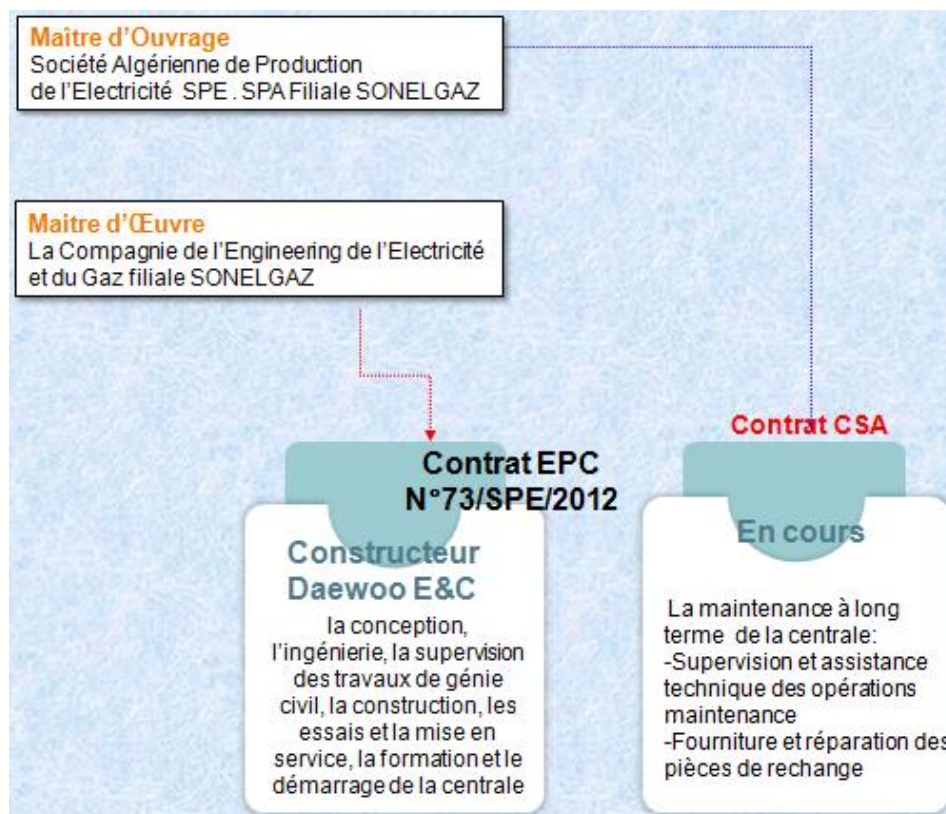 Maître d'Ouvrage
Société Algérienne de Production
de l'Electricité SPE . SPA Filiale SONELGAZ
Maitre d'Œuvre
La Compagnie de l'Engineering de l'Electricité
et du Gaz filiale SONELGAZ
Contrat EPC
N°73/SPE/2012
Constructeur
Daewoo E&C
la conception,
l'ingénierie, la supervision
des travaux de génie
civil, la construction, les
essais et la mise en
service, la formation et le
démarrage de la centrale
Contrat CSA
En cours
La maintenance à long
terme de la centrale:
-Supervision et assistance
technique des opérations
maintenance
-Fourniture et réparation des
pièces de rechange